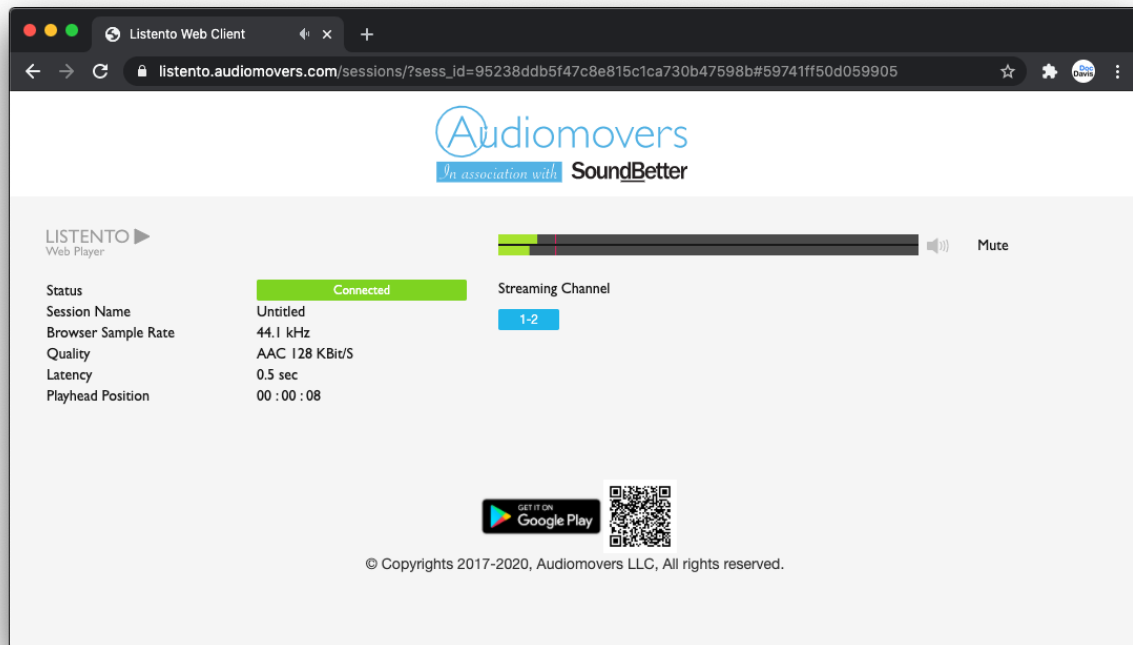 Listento Web Client
listento.audiomovers.com/sessions/?sess_id=95238ddb5f47c8e815c1ca730b47598b#59741ff50d059905
Doc
Davis
Audiomovers
In association with SoundBetter
LISTENTO
Web Player
Mute
Status Connected
Streaming Channel
Session Name Untitled
1-2
Browser Sample Rate 44.1 kHz
Quality AAC 128 KBit/S
Latency 0.5 sec
Playhead Position 00 : 00 : 08
GET IT ON
Google Play
© Copyrights 2017-2020, Audiomovers LLC, All rights reserved.